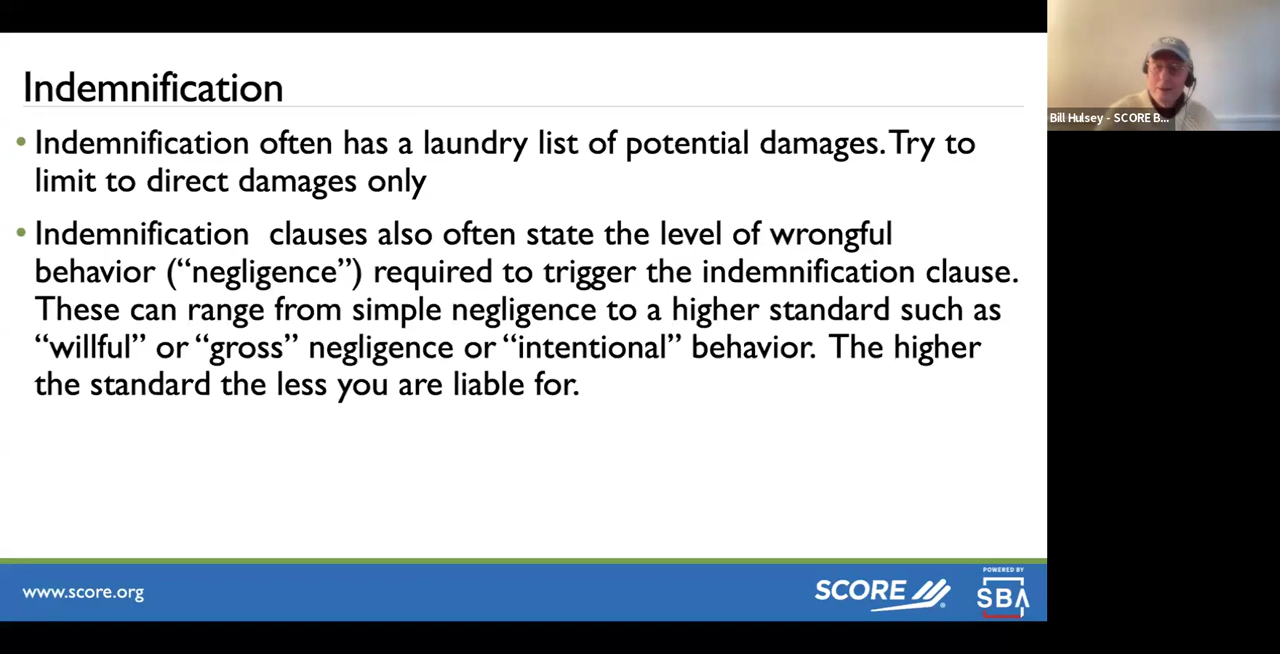 Indemnification
• Indemnification often has a laundry list of potential damages. Try to
limit to direct damages only
• Indemnification  clauses also often state the level of wrongful
behavior (“negligence”) required to trigger the indemnification clause.
These can range from simple negligence to a higher standard such as
“willful” or “gross” negligence or “intentional” behavior.  The higher
the standard the less you are liable for.
www.score.org
SCORE
POWERED BY
SBA
Bill Hulsey - SCORE B...